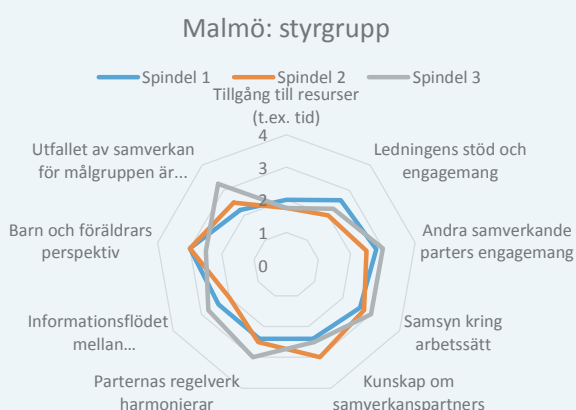 Malmö: styrgrupp
Spindel 1 Spindel 2 Spindel 3
Tillgång till resurser
(t.ex. tid)
Ledningens stöd och
engagemang
Andra samverkande
parters engagemang
Samsyn kring
arbetssätt
Kunskap om
samverkanspartners
Parternas regelverk
harmonierar
Informationsflödet
mellan...
Barn och föräldrars
perspektiv
Utfallet av samverkan
för målgruppen är...
4
3
2
1
0